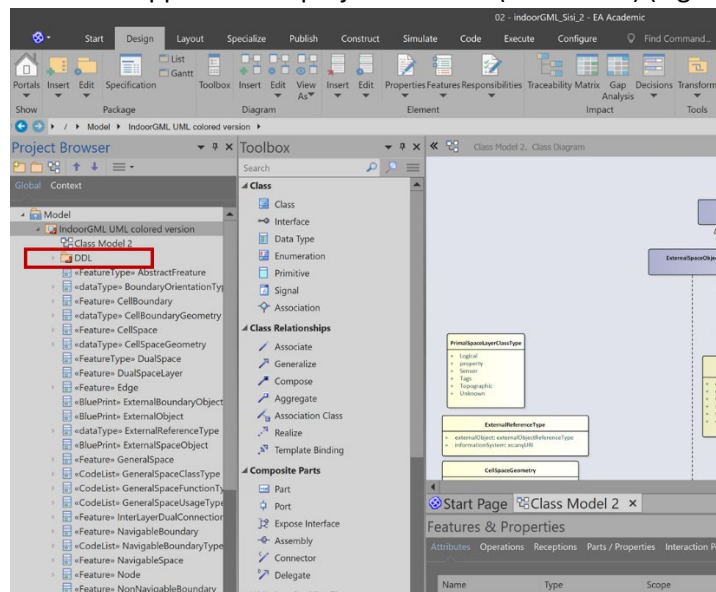 02 - indoorGML_Sisi_2 - EA Academic
Start Design Layout Specialize Publish Construct Simulate Code Execute Configure Find Command...
List
Gantt
Portals Insert Edit Specification Toolbox Insert Edit View As Insert Edit Properties Features Responsibilities Traceability Matrix Gap Analysis Decisions Transform
Show Package Diagram Element Impact Tools
/ Model IndoorGML UML colored version
Project Browser
Global Context
Model
IndoorGML UML colored version
Class Model 2
DDL
«FeatureType» AbstractFreature
«dataType» BoundaryOrientationTy
«Feature» CellBoundary
«dataType» CellBoundaryGeometry
«Feature» CellSpace
«dataType» CellSpaceGeometry
«FeatureType» DualSpace
«Feature» DualSpaceLayer
«Feature» Edge
«BluePrint» ExternalBoundaryObject
«BluePrint» ExternalObject
«dataType» ExternalReferenceType
«BluePrint» ExternalSpaceObject
«Feature» GeneralSpace
«CodeList» GeneralSpaceClassType
«CodeList» GeneralSpaceFunctionTy
«CodeList» GeneralSpaceUsageType
«Feature» InterLayerDualConnection
«Feature» NavigableBoundary
«CodeList» NavigableBoundaryType
«Feature» NavigableSpace
«Feature» Node
«Feature» NonNavigableBoundary
Toolbox
Search
Class
Class
Interface
Data Type
Enumeration
Primitive
Signal
Association
Class Relationships
Associate
Generalize
Compose
Aggregate
Association Class
Realize
Template Binding
Composite Parts
Part
Port
Expose Interface
Assembly
Connector
Delegate
Class Model 2. Class Diagram
ExternalSpaceObje
PrimalSpaceLayerClassType
+ Logical
+ property
+ Sensor
+ Tags
+ Topographic
+ Unknown
ExternalReferenceType
+ externalObject: externalObjectReferenceType
+ informationSystem: xs:anyURI
CellSpaceGeometry
Start Page Class Model 2 ×
Features & Properties
Attributes Operations Receptions Parts / Properties Interaction P
Name Type Scope